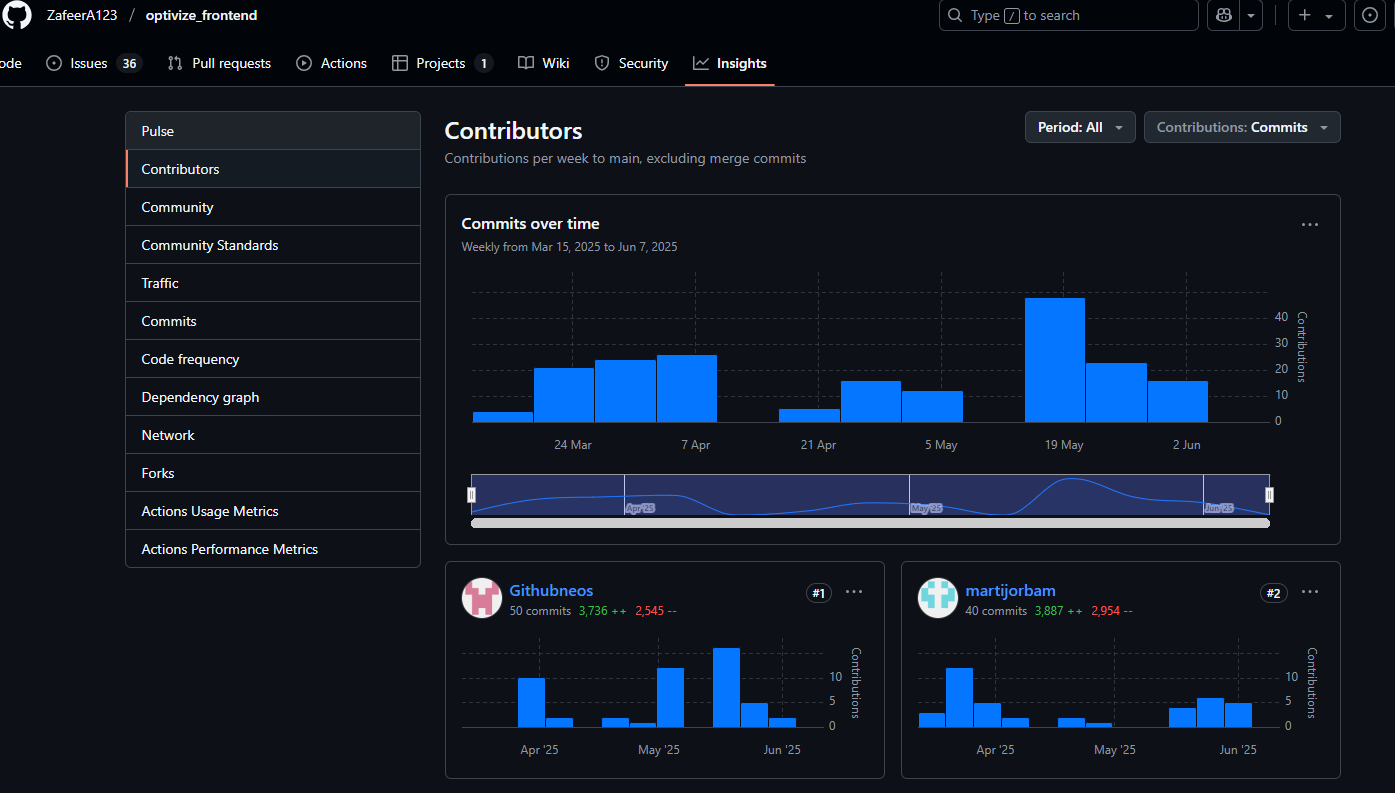 ZafeerA123 / optivize_frontend
Type / to search
ode Issues 36 Pull requests Actions Projects 1 Wiki Security Insights
Pulse
Contributors
Community
Community Standards
Traffic
Commits
Code frequency
Dependency graph
Network
Forks
Actions Usage Metrics
Actions Performance Metrics
Contributors
Period: All
Contributions: Commits
Contributions per week to main, excluding merge commits
Commits over time
Weekly from Mar 15, 2025 to Jun 7, 2025
40
30
20
10
0
Contributions
24 Mar 7 Apr 21 Apr 5 May 19 May 2 Jun
Apr '25 May '25 Jun '25
Githubneos
#1
50 commits 3,736 ++ 2,545 --
10
5
0
Contributions
Apr '25 May '25 Jun '25
martijorbam
#2
40 commits 3,887 ++ 2,954 --
10
5
0
Contributions
Apr '25 May '25 Jun '25